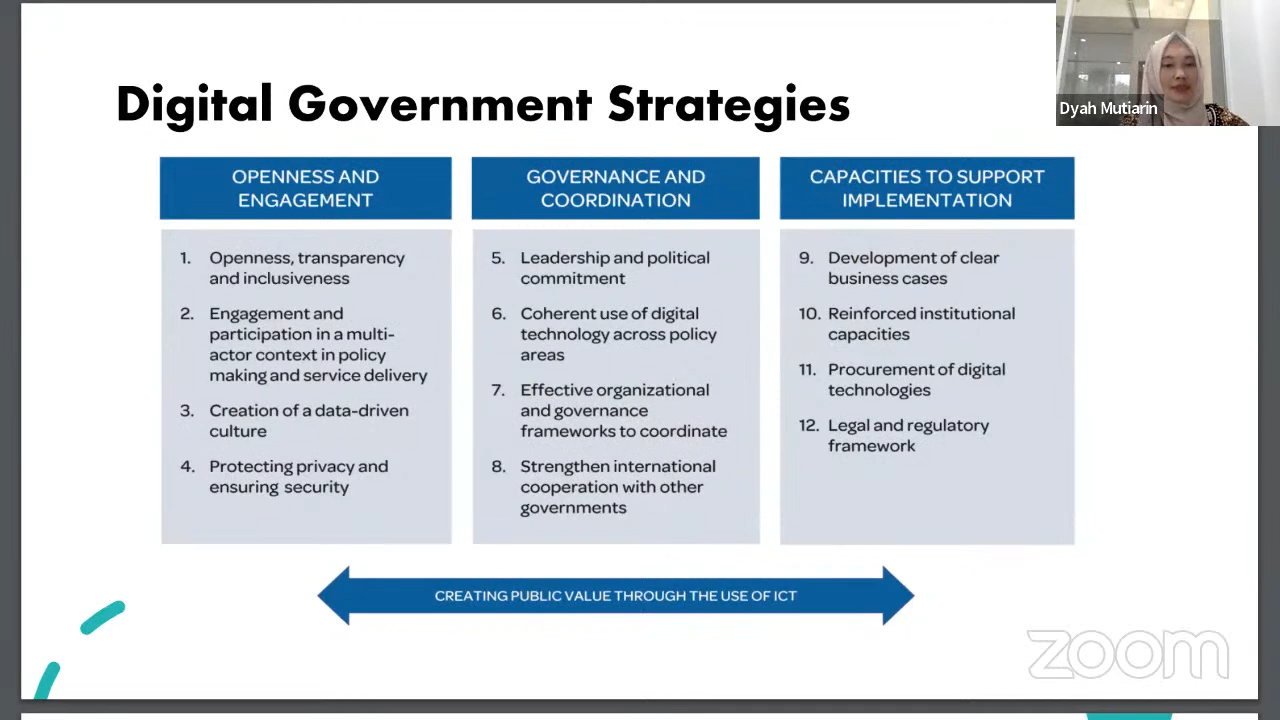 Digital Government Strategies
Dyah Mutiarin
OPENNESS AND
ENGAGEMENT
1. Openness, transparency
and inclusiveness
2. Engagement and
participation in a multi-
actor context in policy
making and service delivery
3. Creation of a data-driven
culture
4. Protecting privacy and
ensuring security
GOVERNANCE AND
COORDINATION
5. Leadership and political
commitment
6. Coherent use of digital
technology across policy
areas
7. Effective organizational
and governance
frameworks to coordinate
8. Strengthen international
cooperation with other
governments
CAPACITIES TO SUPPORT
IMPLEMENTATION
9. Development of clear
business cases
10. Reinforced institutional
capacities
11. Procurement of digital
technologies
12. Legal and regulatory
framework
CREATING PUBLIC VALUE THROUGH THE USE OF ICT
zoom